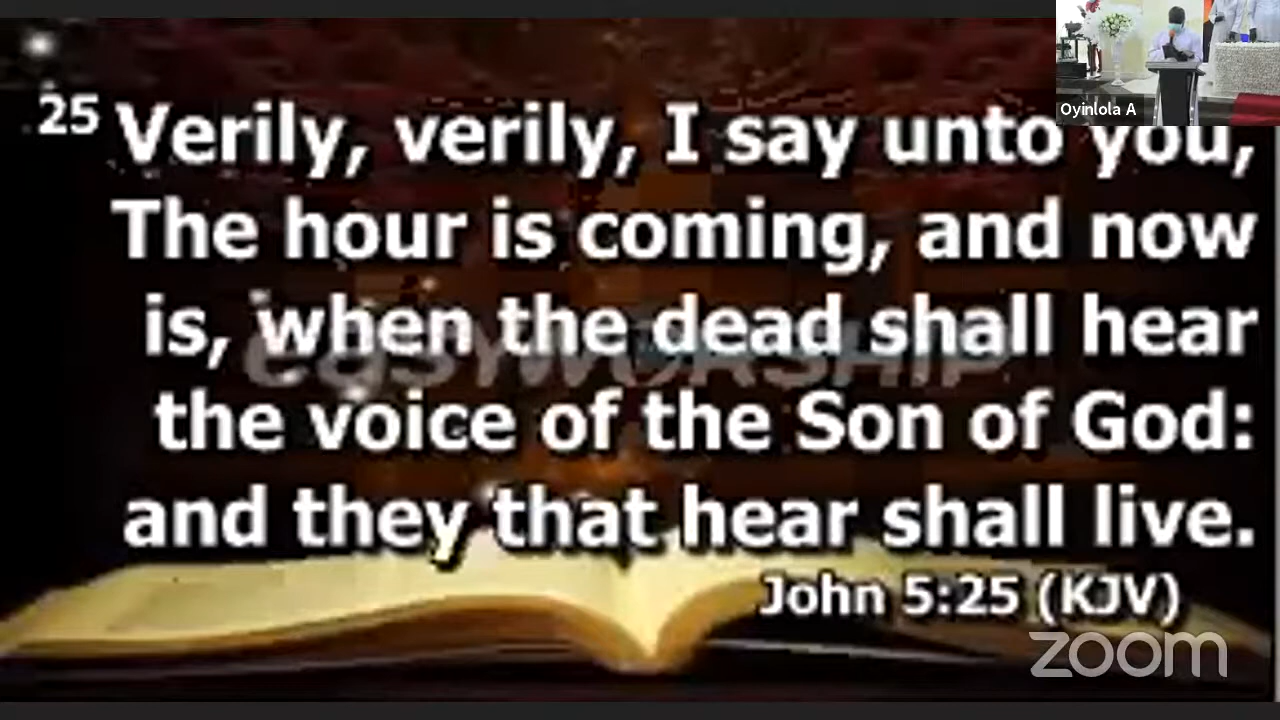 Oyinlola A
25 Verily, verily, I say unto you,
The hour is coming, and now
is, when the dead shall hear
the voice of the Son of God:
and they that hear shall live.
John 5:25 (KJV)
EASYWORSHIP
zoom